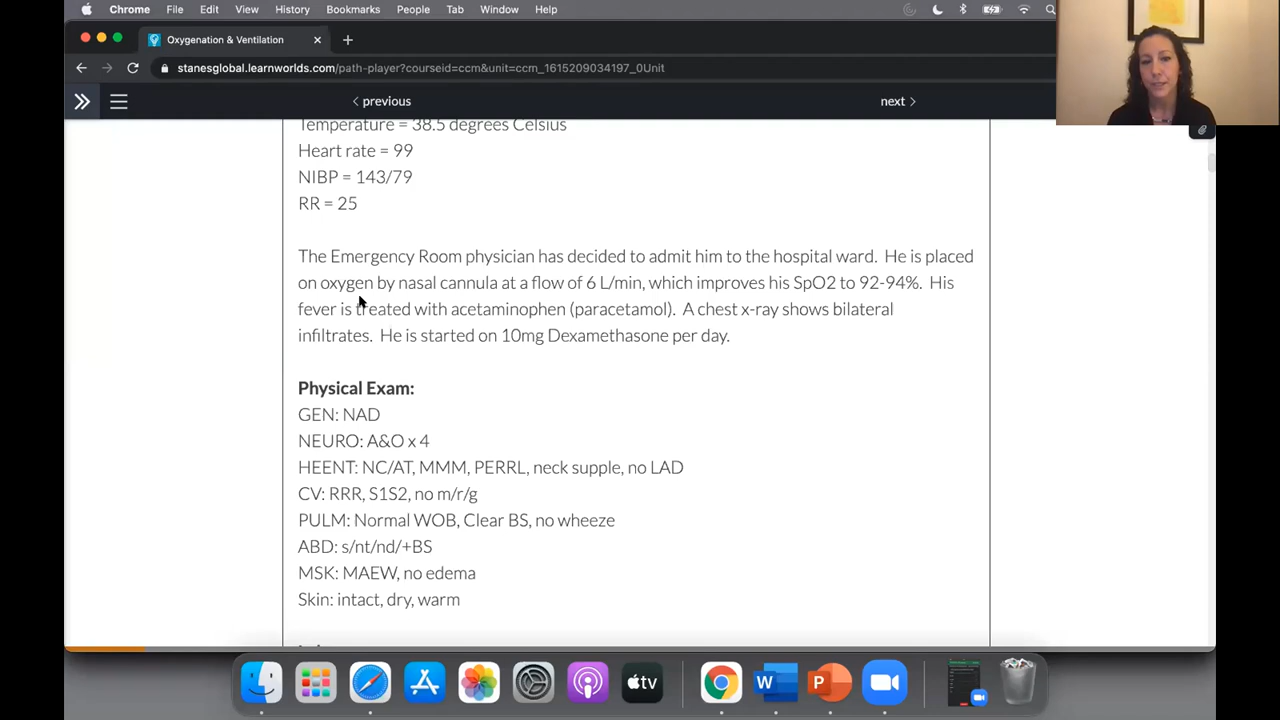 Chrome File Edit View History Bookmarks People Tab Window Help
Oxygenation & Ventilation
stanesglobal.learnworlds.com/path-player?courseid=ccm&unit=ccm_1615209034197_0Unit
previous next
Temperature = 38.5 degrees Celsius
Heart rate = 99
NIBP = 143/79
RR = 25
The Emergency Room physician has decided to admit him to the hospital ward. He is placed
on oxygen by nasal cannula at a flow of 6 L/min, which improves his SpO2 to 92-94%. His
fever is treated with acetaminophen (paracetamol). A chest x-ray shows bilateral
infiltrates. He is started on 10mg Dexamethasone per day.
Physical Exam:
GEN: NAD
NEURO: A&O x 4
HEENT: NC/AT, MMM, PERRL, neck supple, no LAD
CV: RRR, S1S2, no m/r/g
PULM: Normal WOB, Clear BS, no wheeze
ABD: s/nt/nd/+BS
MSK: MAEW, no edema
Skin: intact, dry, warm
tv W P